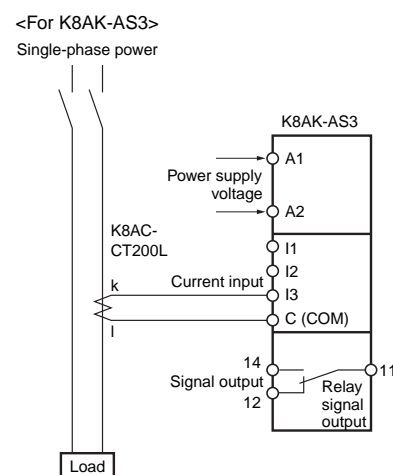 <For K8AK-AS3>
Single-phase power
K8AK-AS3
A1
Power supply
voltage
A2
K8AC-
CT200L
I1
I2
k
Current input
I3
C (COM)
l
14
11
Signal output
12
Relay
signal
output
Load